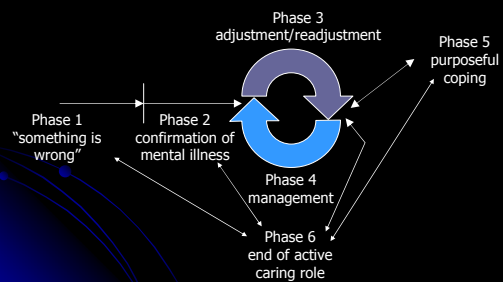 Phase 3
adjustment/readjustment
Phase 5
purposeful
coping
Phase 1
“something is
wrong”
Phase 2
confirmation of
mental illness
Phase 4
management
Phase 6
end of active
caring role